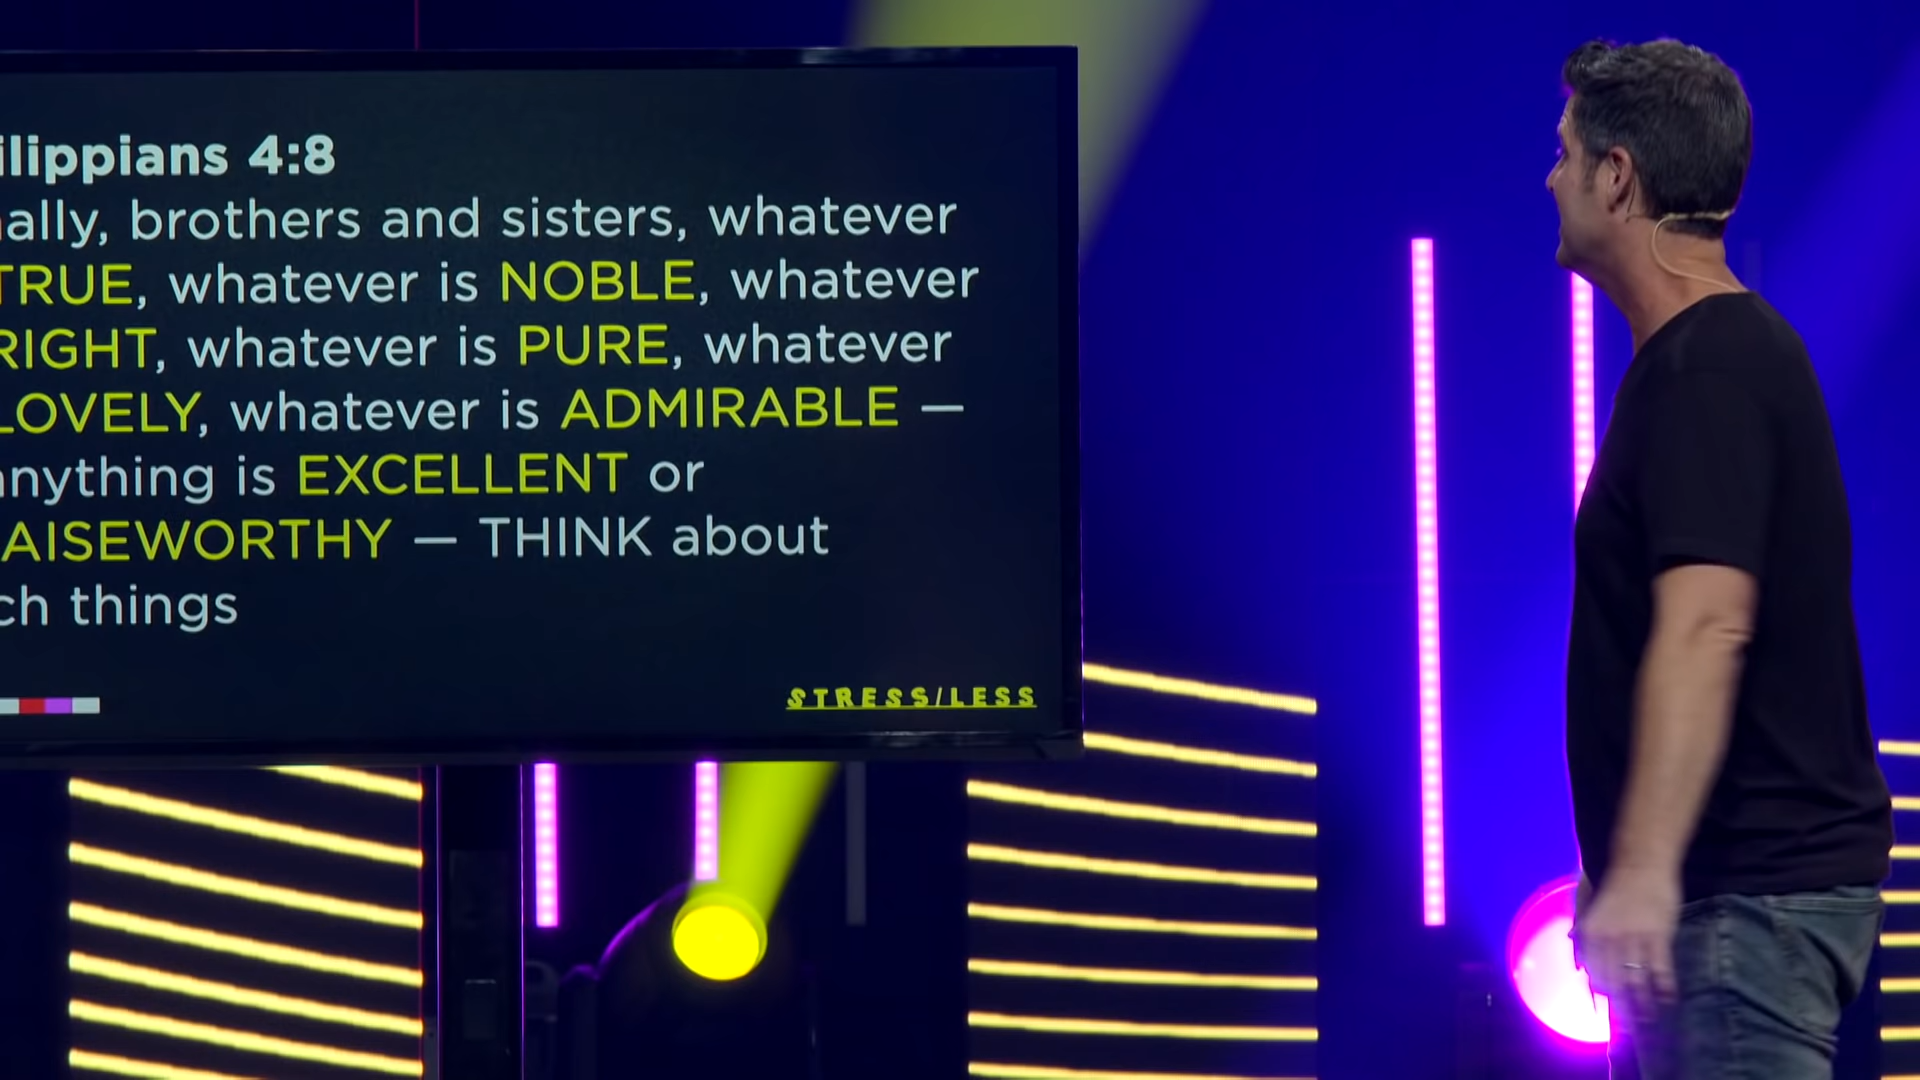 ilippians 4:8
ally, brothers and sisters, whatever
TRUE, whatever is NOBLE, whatever
RIGHT, whatever is PURE, whatever
LOVELY, whatever is ADMIRABLE —
anything is EXCELLENT or
AISEWORTHY — THINK about
ch things
STRESS/LESS